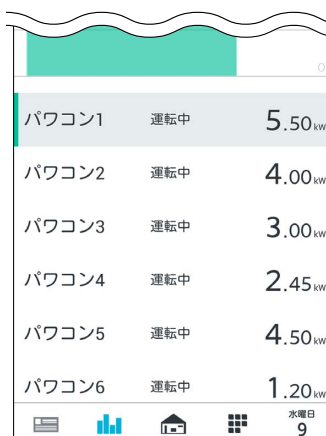 0
パワコン1 運転中 5.50kW
パワコン2 運転中 4.00kW
パワコン3 運転中 3.00kW
パワコン4 運転中 2.45kW
パワコン5 運転中 4.50kW
パワコン6 運転中 1.20kW
水曜日
9